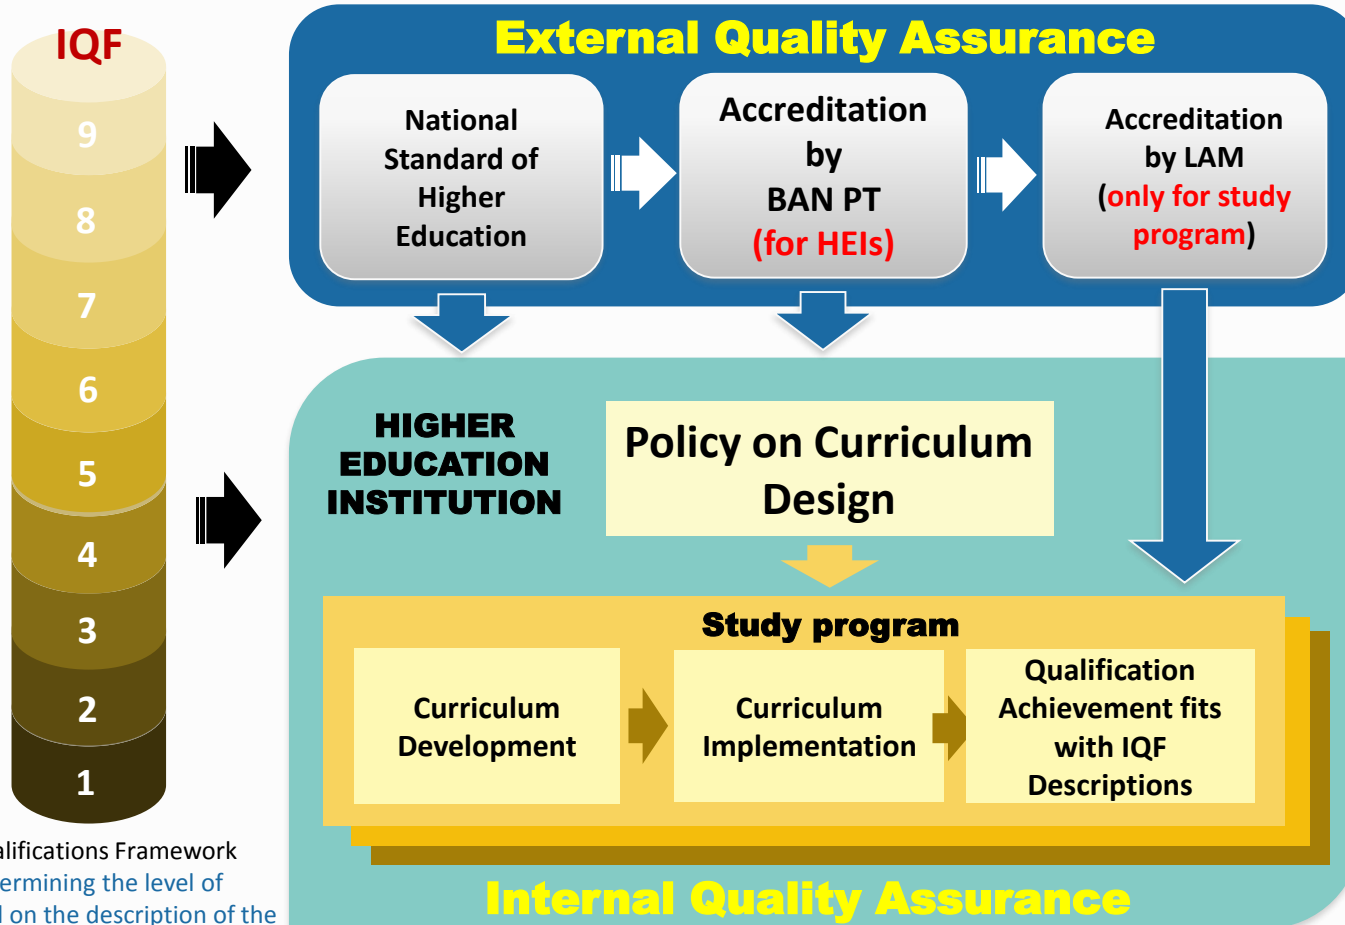 IQF
9
8
7
6
5
4
3
2
1
External Quality Assurance
National
Standard of
Higher
Education
Accreditation
by
BAN PT
(for HEIs)
Accreditation
by LAM
(only for study
program)
HIGHER
EDUCATION
INSTITUTION
Policy on Curriculum
Design
Study program
Curriculum
Development
Curriculum
Implementation
Qualification
Achievement fits
with IQF
Descriptions
Internal Quality Assurance
Framework
the level of
on the description of the